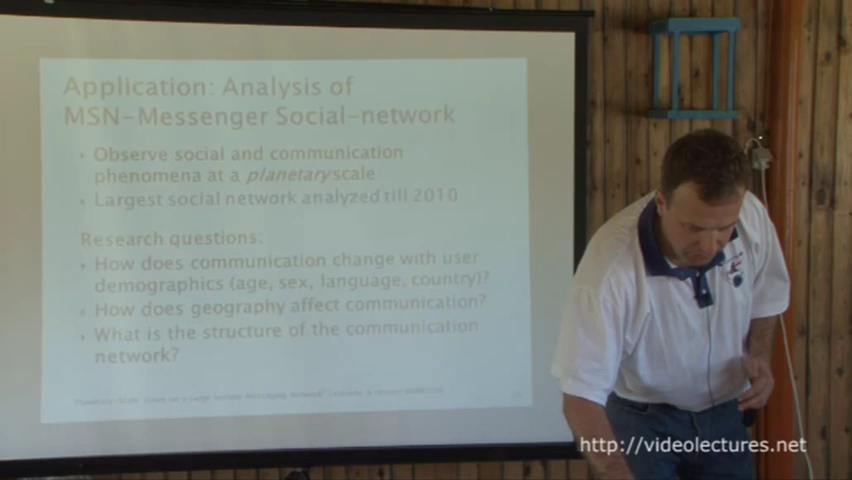 Application: Analysis of
MSN-Messenger Social-network
Observe social and communication
phenomena at a planetary scale
Largest social network analyzed till 2010
Research questions:
How does communication change with user
demographics (age, sex, language, country)?
How does geography affect communication?
What is the structure of the communication
network?
http://videolectures.net